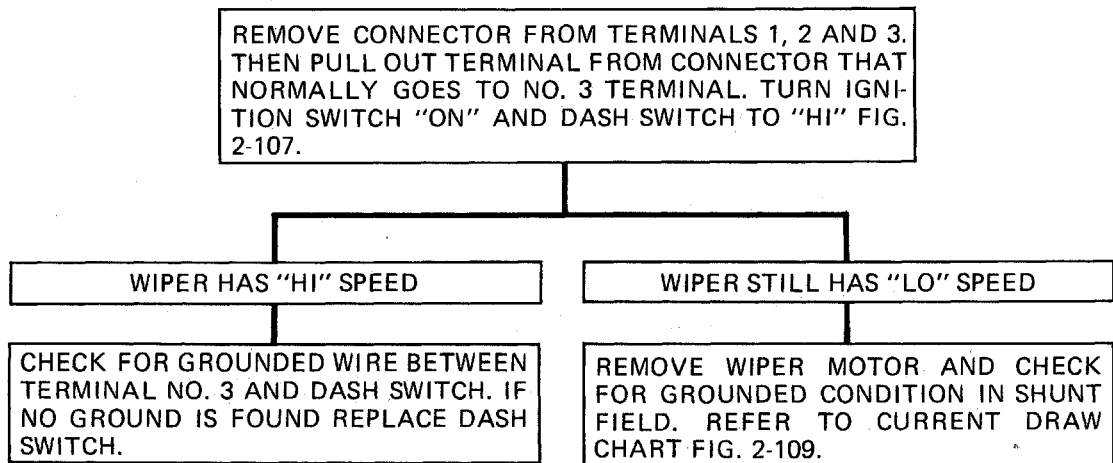 REMOVE CONNECTOR FROM TERMINALS 1, 2 AND 3.
THEN PULL OUT TERMINAL FROM CONNECTOR THAT
NORMALLY GOES TO NO. 3 TERMINAL. TURN IGNI-
TION SWITCH "ON" AND DASH SWITCH TO "HI" FIG.
2-107.
WIPER HAS "HI" SPEED
CHECK FOR GROUNDED WIRE BETWEEN
TERMINAL NO. 3 AND DASH SWITCH. IF
NO GROUND IS FOUND REPLACE DASH
SWITCH.
WIPER STILL HAS "LO" SPEED
REMOVE WIPER MOTOR AND CHECK
FOR GROUNDED CONDITION IN SHUNT
FIELD. REFER TO CURRENT DRAW
CHART FIG. 2-109.